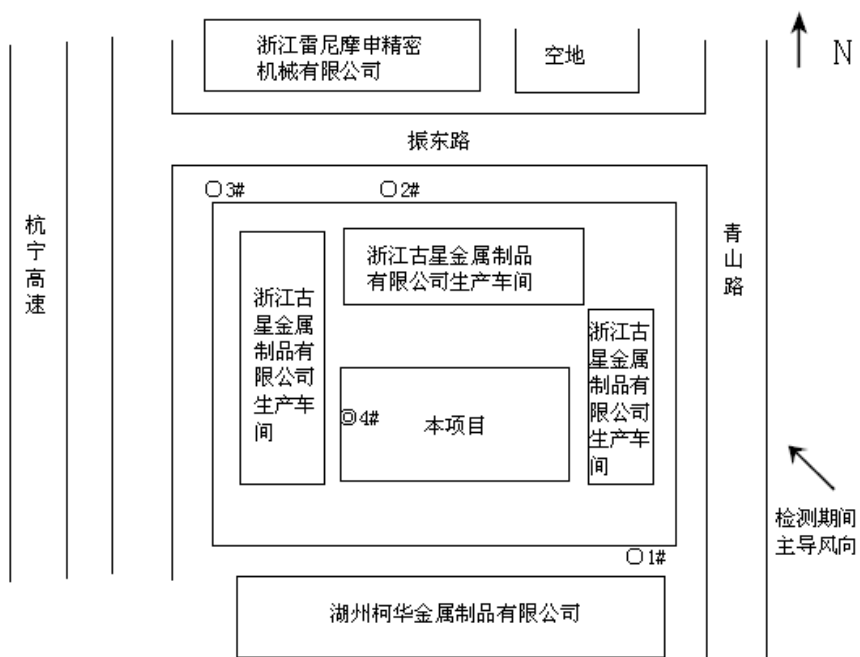 浙江雷尼摩申精密
机械有限公司
空地
N
振东路
3#
2#
杭宁高速
青山路
浙江古星金属制品
有限公司生产车间
浙江古
星金属
制品有
限公司
生产车
间
浙江古
星金属
制品有
限公司
生产车
间
4#
本项目
检测期间
主导风向
1#
湖州柯华金属制品有限公司